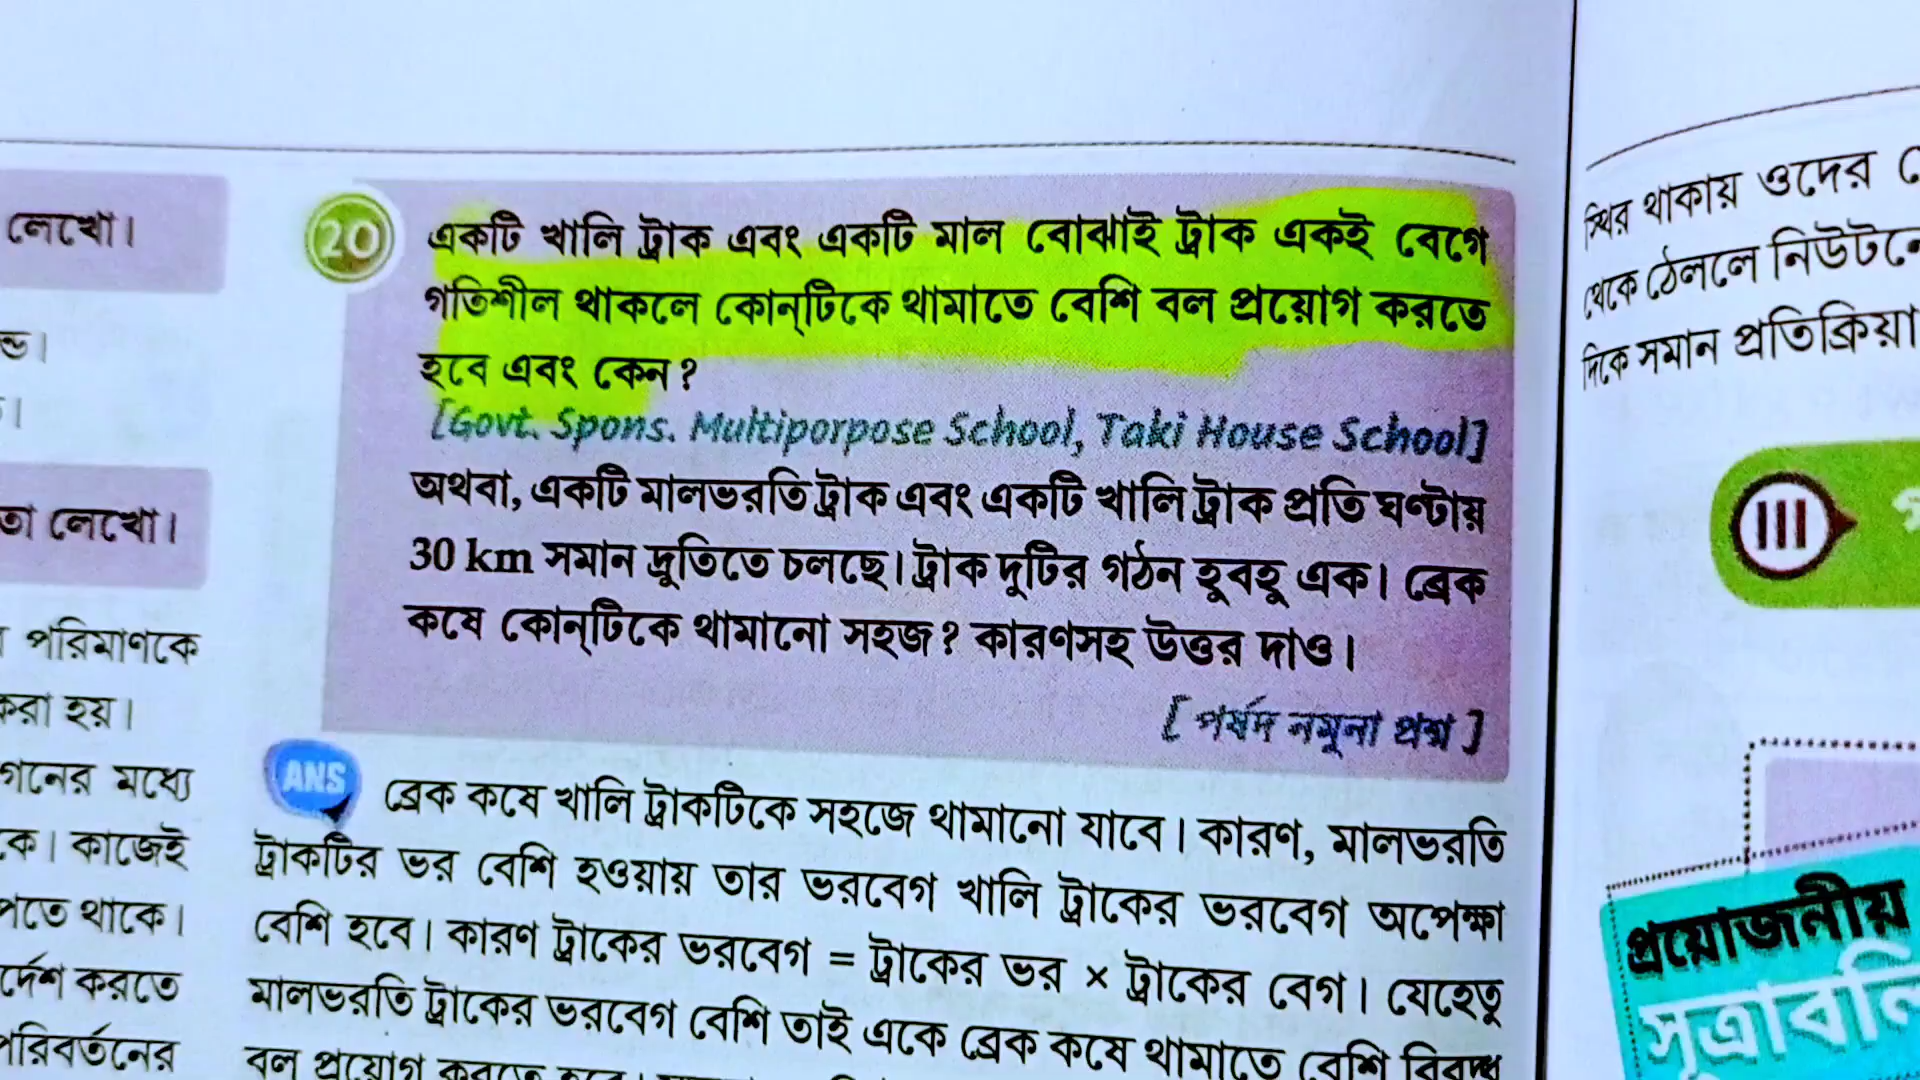 লেখো।
ন্ড।
তা লেখো।
পরিমাণকে
করা হয়।
গনের মধ্যে
কে। কাজেই
পতে থাকে।
র্দেশ করতে
পরিবর্তনের
20
একটি খালি ট্রাক এবং একটি মাল বোঝাই ট্রাক একই বেগে
গতিশীল থাকলে কোন্‌টিকে থামাতে বেশি বল প্রয়োগ করতে
হবে এবং কেন?
[Govt. Spons. Multiporpose School, Taki House School]
অথবা, একটি মালভরতি ট্রাক এবং একটি খালি ট্রাক প্রতি ঘণ্টায়
30 km সমান দ্রুতিতে চলছে। ট্রাক দুটির গঠন হুবহু এক। ব্রেক
কষে কোন্‌টিকে থামানো সহজ? কারণসহ উত্তর দাও।
[পর্ষদ নমুনা প্রশ্ন]
ANS ব্রেক কষে খালি ট্রাকটিকে সহজে থামানো যাবে। কারণ, মালভরতি
ট্রাকটির ভর বেশি হওয়ায় তার ভরবেগ খালি ট্রাকের ভরবেগ অপেক্ষা
বেশি হবে। কারণ ট্রাকের ভরবেগ = ট্রাকের ভর × ট্রাকের বেগ। যেহেতু
মালভরতি ট্রাকের ভরবেগ বেশি তাই একে ব্রেক কষে থামাতে বেশি বিরুদ্ধ
বল প্রয়োগ করতে হবে।
স্থির থাকায় ওদের
থেকে ঠেললে নিউটনে
দিকে সমান প্রতিক্রিয়া
III
প্রয়োজনীয়
সূত্রাবলি